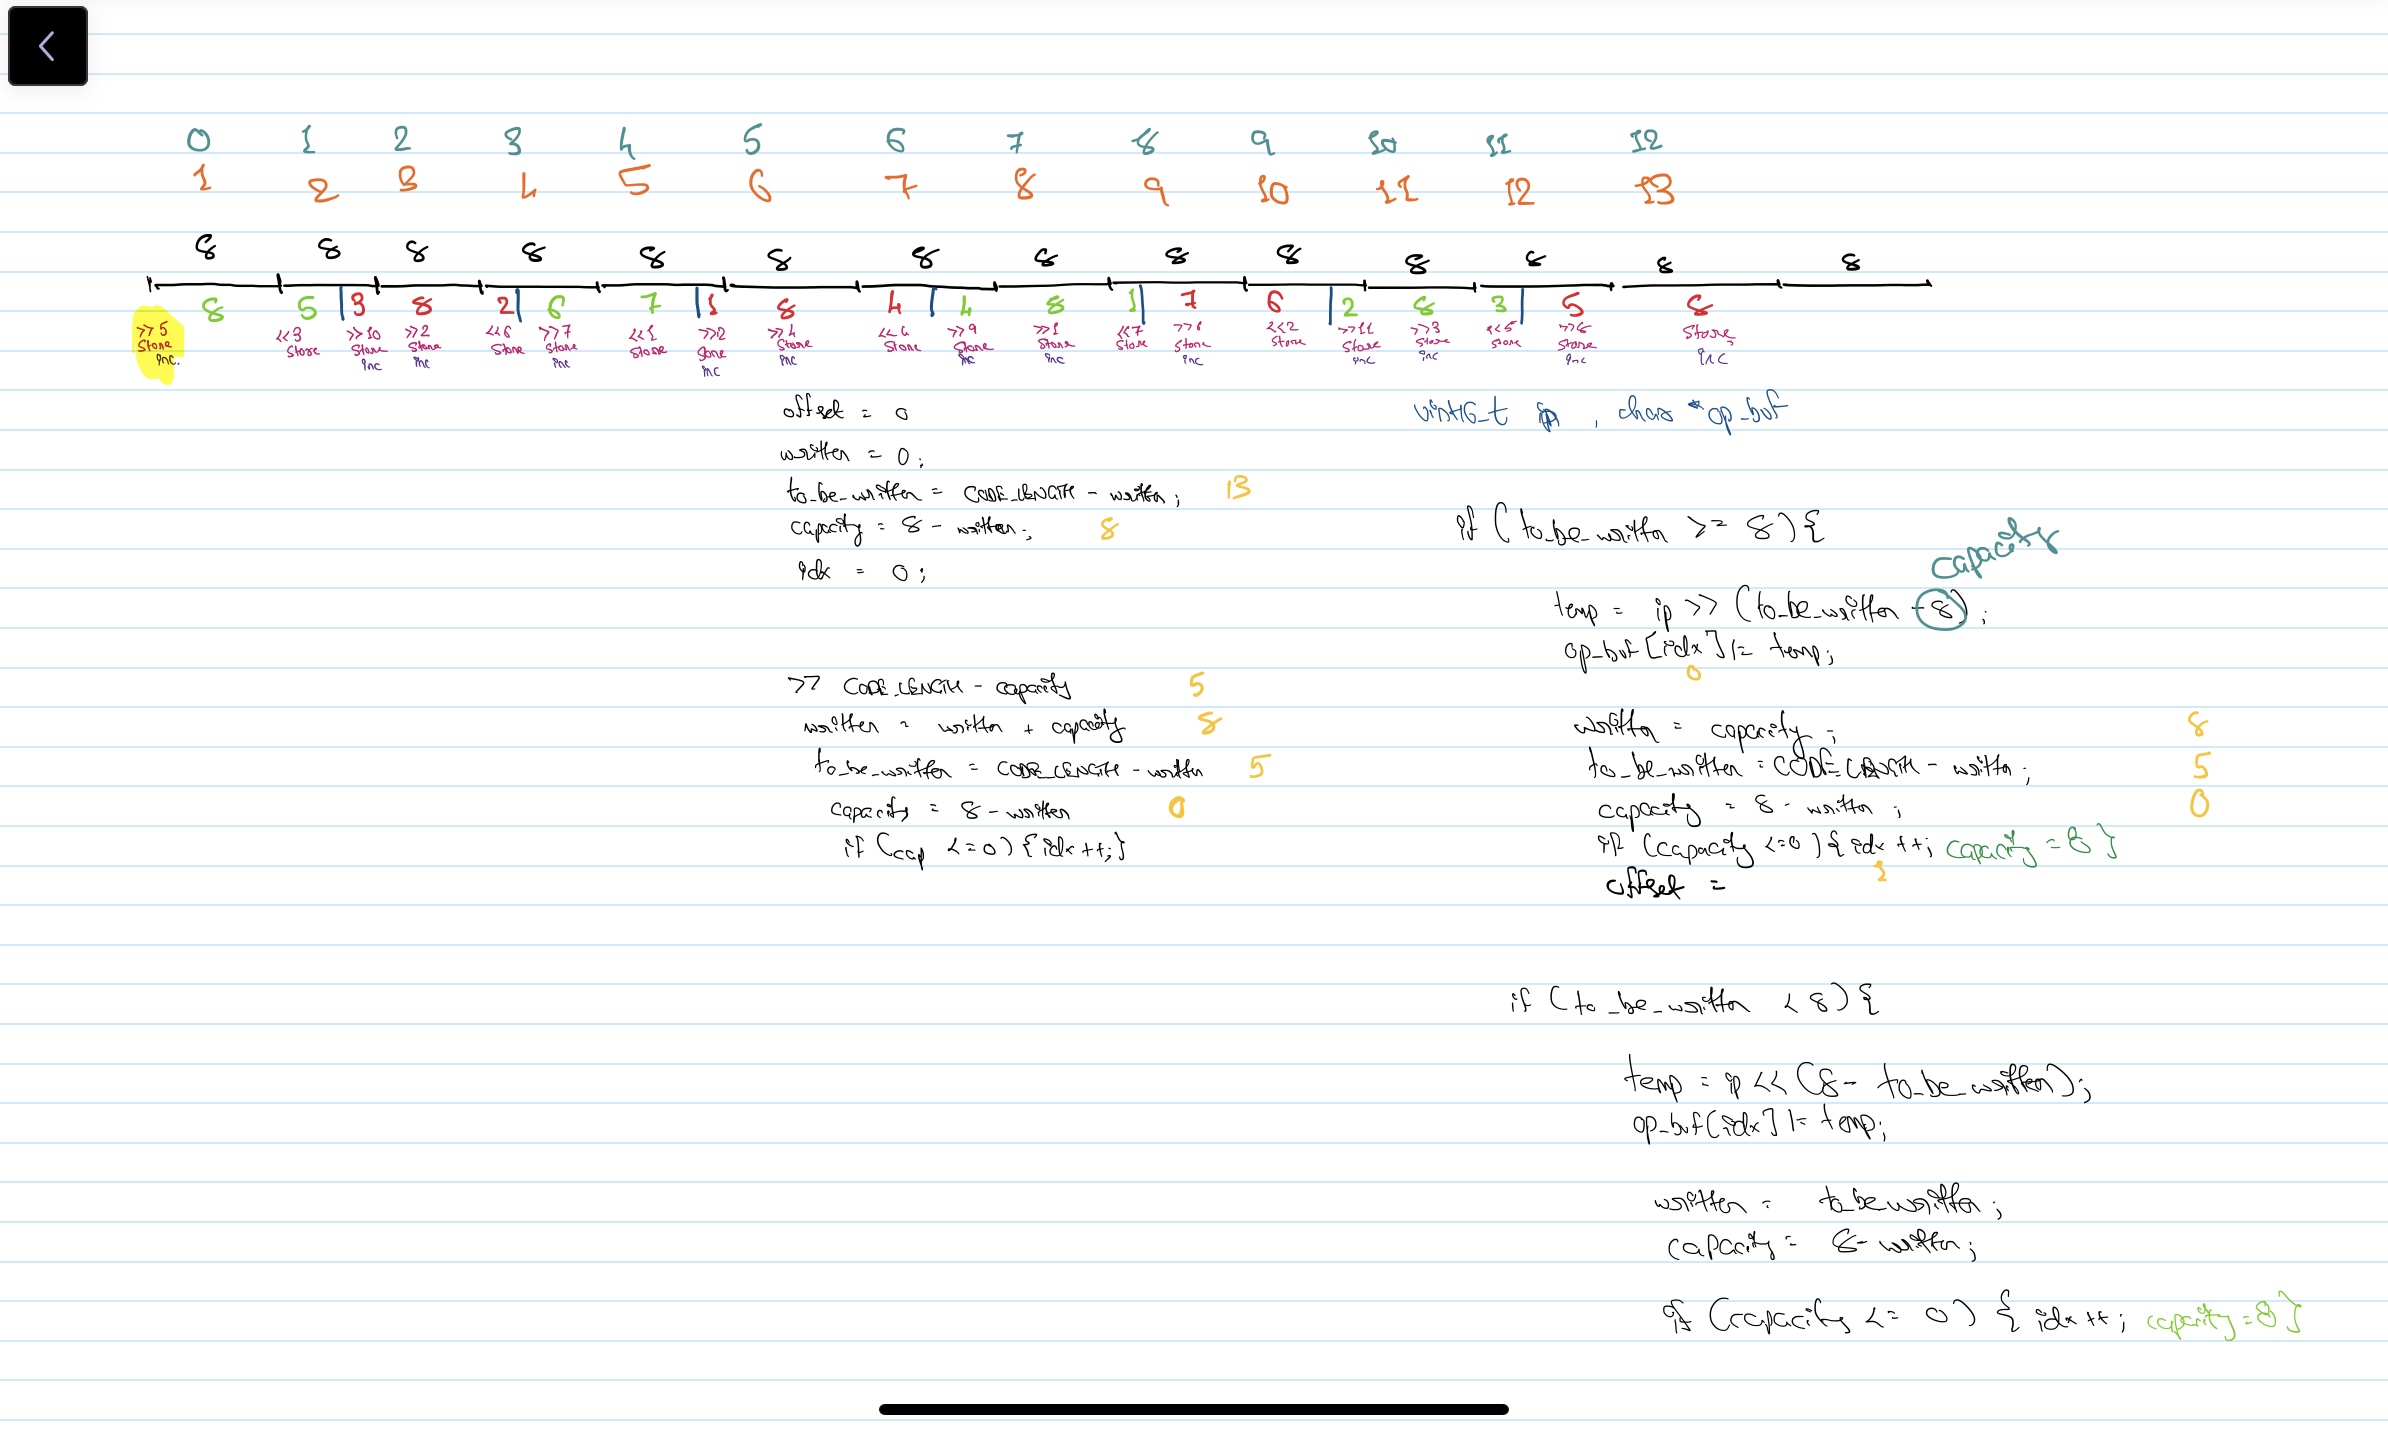 0 1 2 3 4 5 6 7 8 9 10 11 12
1 2 3 4 5 6 7 8 9 10 11 12 13
8 8 8 8 8 8 8 8 8 8 8 8 8 8
8 5 3 8 2 6 7 1 8 4 4 8 1 7 6 2 8 3 5 8
>>5 <<3 >>10 >>2 <<6 >>7 <<1 >>12 >>4 <<4 >>9 >>1 <<7 >>6 <<2 >>11 >>3 <<5 >>8 Store,
Store Store Store Store Store Store Store Store Store Store Store Store Store Store Store Store Store Store Store inc
inc. inc inc inc inc inc inc inc inc inc inc inc
offset = 0
written = 0;
to_be_written = CODE_LENGTH - written; 13
capacity = 8 - written; 8
idx = 0;
>> CODE_LENGTH - capacity 5
written = written + capacity 8
to_be_written = CODE_LENGTH - written 5
capacity = 8 - written 0
if (cap <=0) {idx ++;}
uint16_t ip, char *op_buf
if (to_be_written >= 8){
capacity
temp = ip >> (to_be_written - 8);
op_buf [idx] |= temp;
0
written = capacity; 8
to_be_written = CODE_LENGTH - written; 5
capacity = 8 - written; 0
if (capacity <=0) {idx ++; capacity = 8 }
1
offset =
if (to_be_written < 8) {
temp = ip << (8 - to_be_written);
op_buf [idx] |= temp;
written = to_be written;
capacity = 8 - written;
if (capacity <= 0) { idx ++; capacity = 8 }